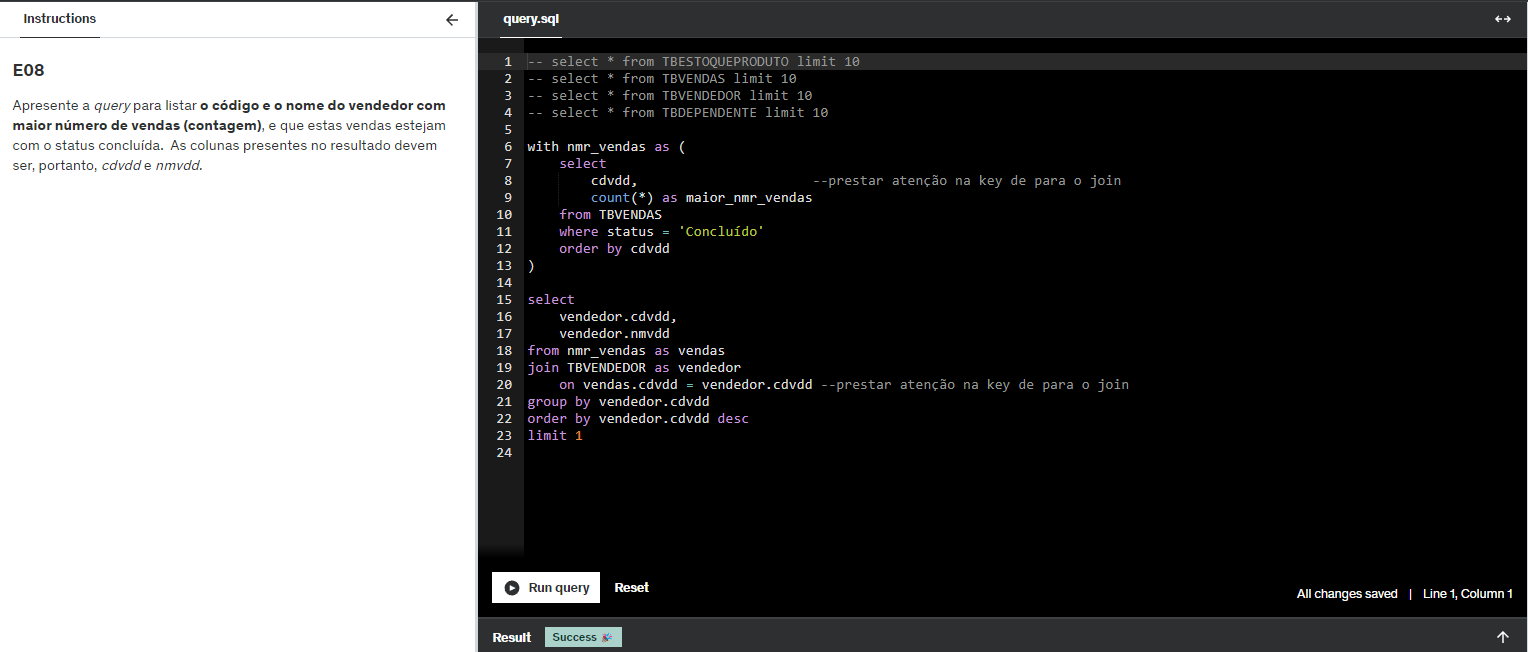 Instructions
E08
Apresente a query para listar o código e o nome do vendedor com
maior número de vendas (contagem), e que estas vendas estejam
com o status concluída. As colunas presentes no resultado devem
ser, portanto, cdvdd e nmvdd.
query.sql
1 -- select * from TBESTOQUEPRODUTO limit 10
2 -- select * from TBVENDAS limit 10
3 -- select * from TBVENDEDOR limit 10
4 -- select * from TBDEPENDENTE limit 10
5
6 with nmr_vendas as (
7 select
8 cdvdd, --prestar atenção na key de para o join
9 count(*) as maior_nmr_vendas
10 from TBVENDAS
11 where status = 'Concluído'
12 order by cdvdd
13 )
14
15 select
16 vendedor.cdvdd,
17 vendedor.nmvdd
18 from nmr_vendas as vendas
19 join TBVENDEDOR as vendedor
20 on vendas.cdvdd = vendedor.cdvdd --prestar atenção na key de para o join
21 group by vendedor.cdvdd
22 order by vendedor.cdvdd desc
23 limit 1
24
Run query Reset
All changes saved | Line 1, Column 1
Result Success